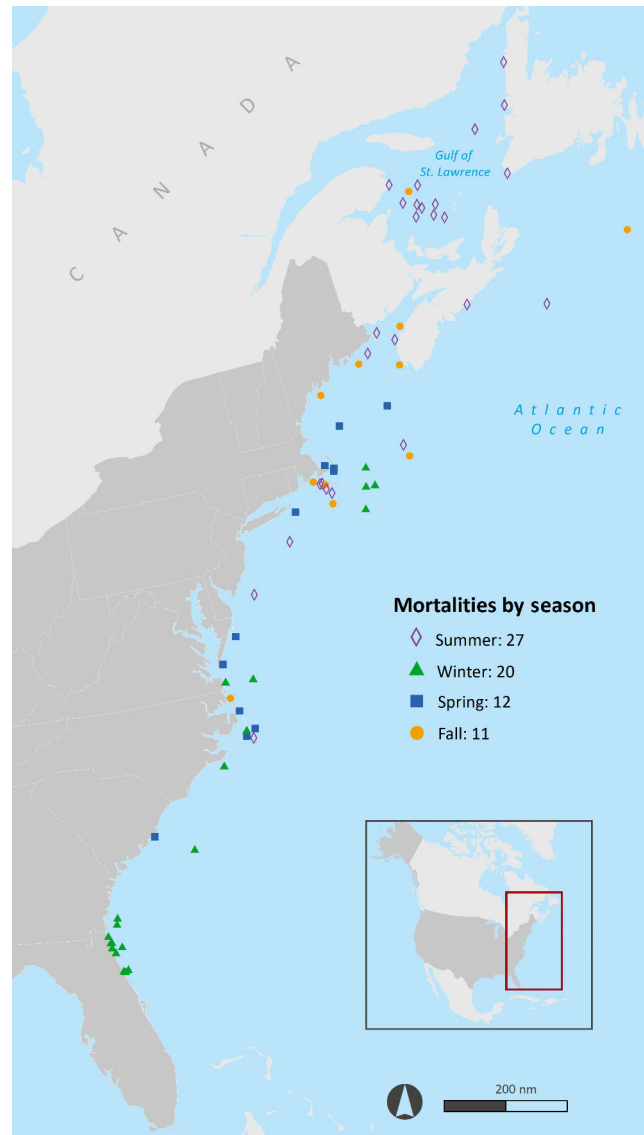 C A N A D A
Gulf of
St. Lawrence
Atlantic
Ocean
Mortalities by season
Summer: 27
Winter: 20
Spring: 12
Fall: 11
200 nm